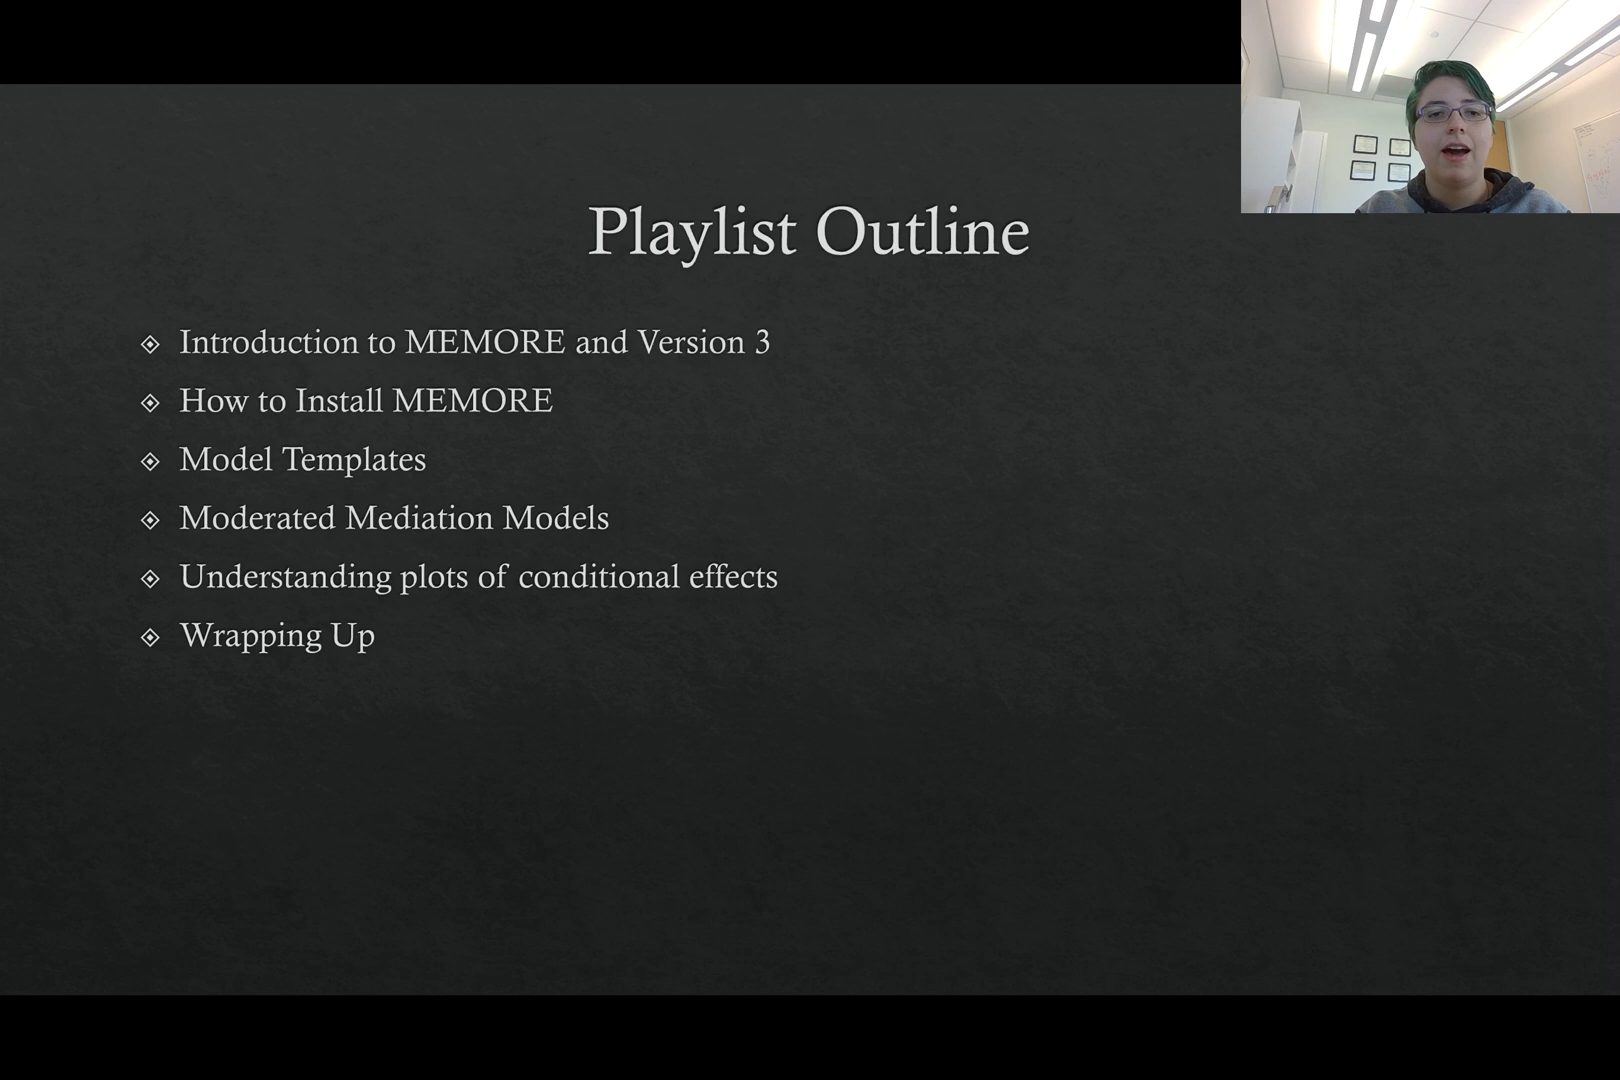 Playlist Outline
Introduction to MEMORE and Version 3
How to Install MEMORE
Model Templates
Moderated Mediation Models
Understanding plots of conditional effects
Wrapping Up